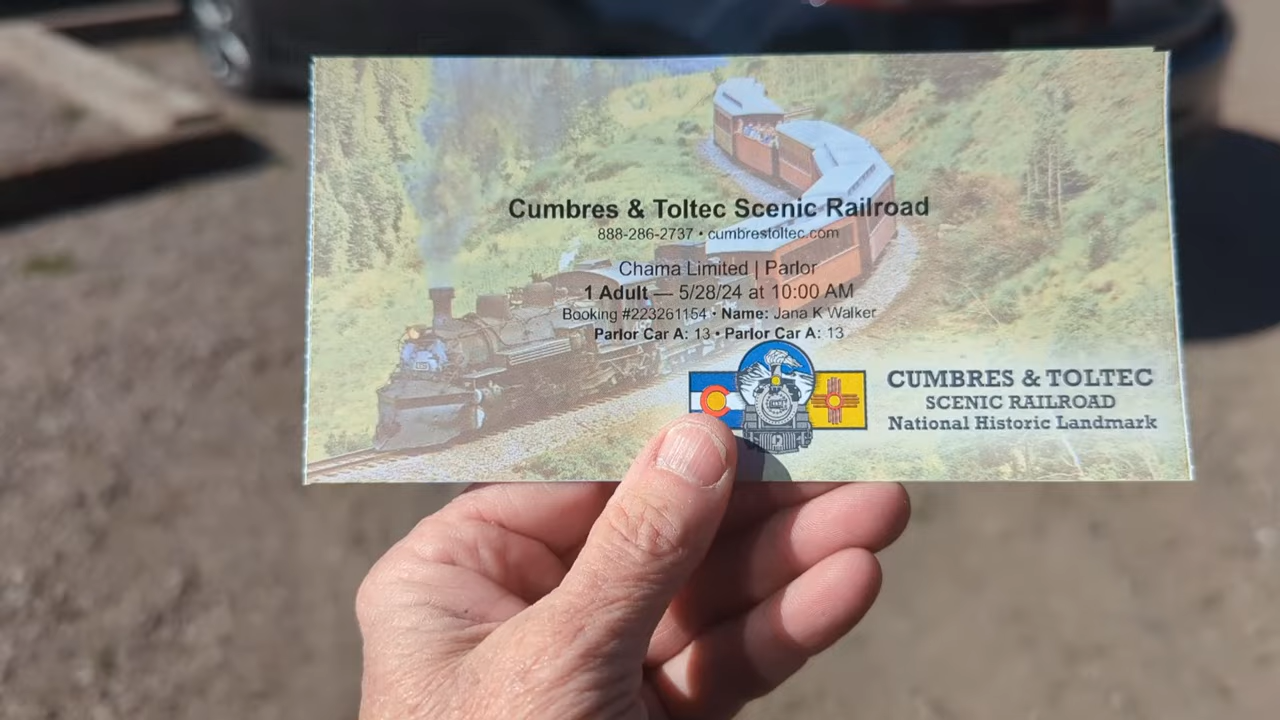 Cumbres & Toltec Scenic Railroad
888-286-2737 • cumbrestoltec.com
Chama Limited | Parlor
1 Adult — 5/28/24 at 10:00 AM
Booking #223261154 • Name: Jana K Walker
Parlor Car A: 13 • Parlor Car A: 13
CUMBRES & TOLTEC
SCENIC RAILROAD
National Historic Landmark